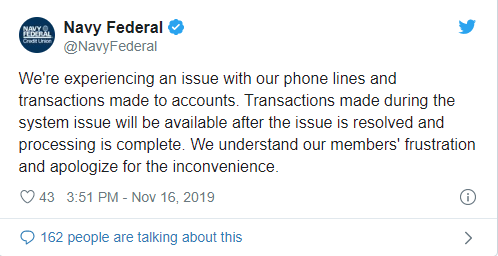 NAVY
FEDERAL
Credit Union
Navy Federal
@NavyFederal
We're experiencing an issue with our phone lines and
transactions made to accounts. Transactions made during the
system issue will be available after the issue is resolved and
processing is complete. We understand our members' frustration
and apologize for the inconvenience.
43 3:51 PM - Nov 16, 2019
162 people are talking about this